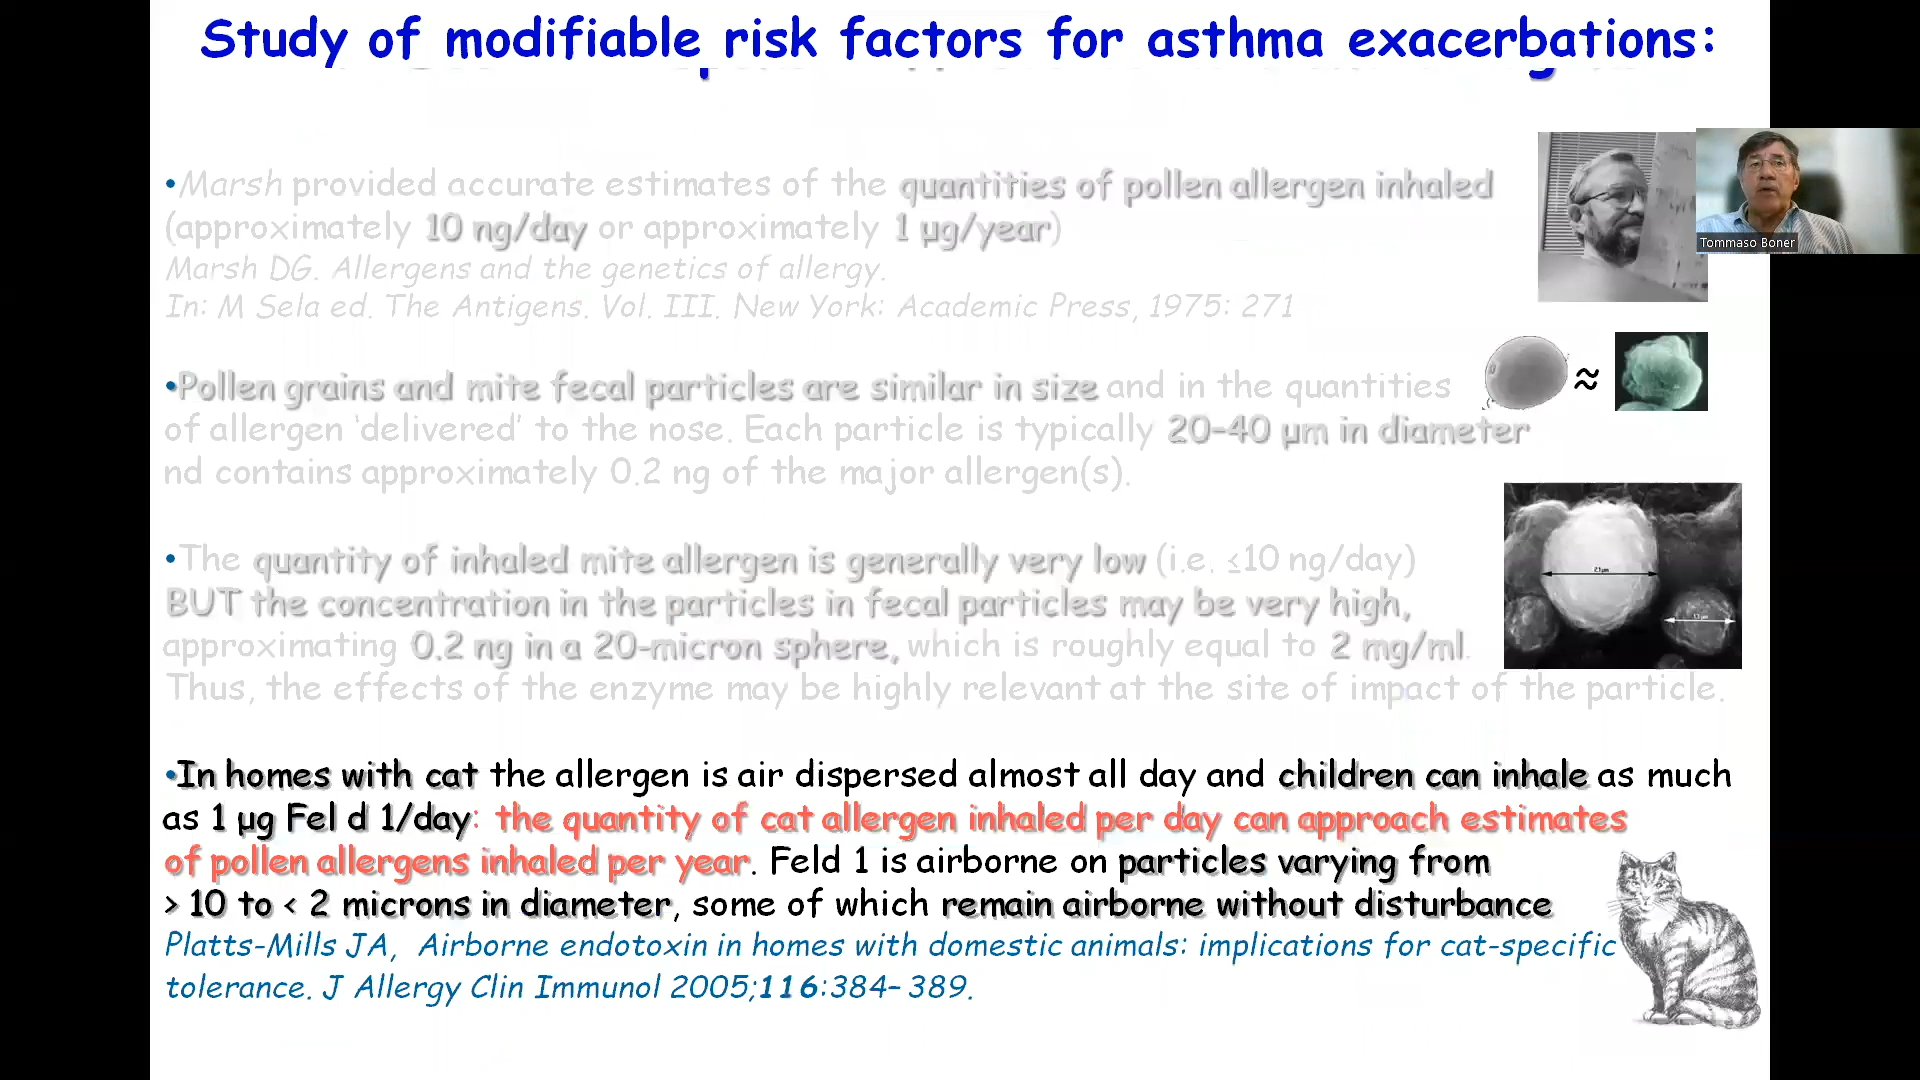 Study of modifiable risk factors for asthma exacerbations:
•Marsh provided accurate estimates of the quantities of pollen allergen inhaled
(approximately 10 ng/day or approximately 1 µg/year)
Marsh DG. Allergens and the genetics of allergy.
In: M Sela ed. The Antigens. Vol. III. New York: Academic Press, 1975: 271
Tommaso Boner
•Pollen grains and mite fecal particles are similar in size and in the quantities
of allergen ‘delivered’ to the nose. Each particle is typically 20–40 µm in diameter
nd contains approximately 0.2 ng of the major allergen(s).
≈
•The quantity of inhaled mite allergen is generally very low (i.e. ≤10 ng/day)
BUT the concentration in the particles in fecal particles may be very high,
approximating 0.2 ng in a 20-micron sphere, which is roughly equal to 2 mg/ml.
Thus, the effects of the enzyme may be highly relevant at the site of impact of the particle.
•In homes with cat the allergen is air dispersed almost all day and children can inhale as much
as 1 µg Fel d 1/day: the quantity of cat allergen inhaled per day can approach estimates
of pollen allergens inhaled per year. Feld 1 is airborne on particles varying from
> 10 to < 2 microns in diameter, some of which remain airborne without disturbance
Platts-Mills JA, Airborne endotoxin in homes with domestic animals: implications for cat-specific
tolerance. J Allergy Clin Immunol 2005;116:384–389.